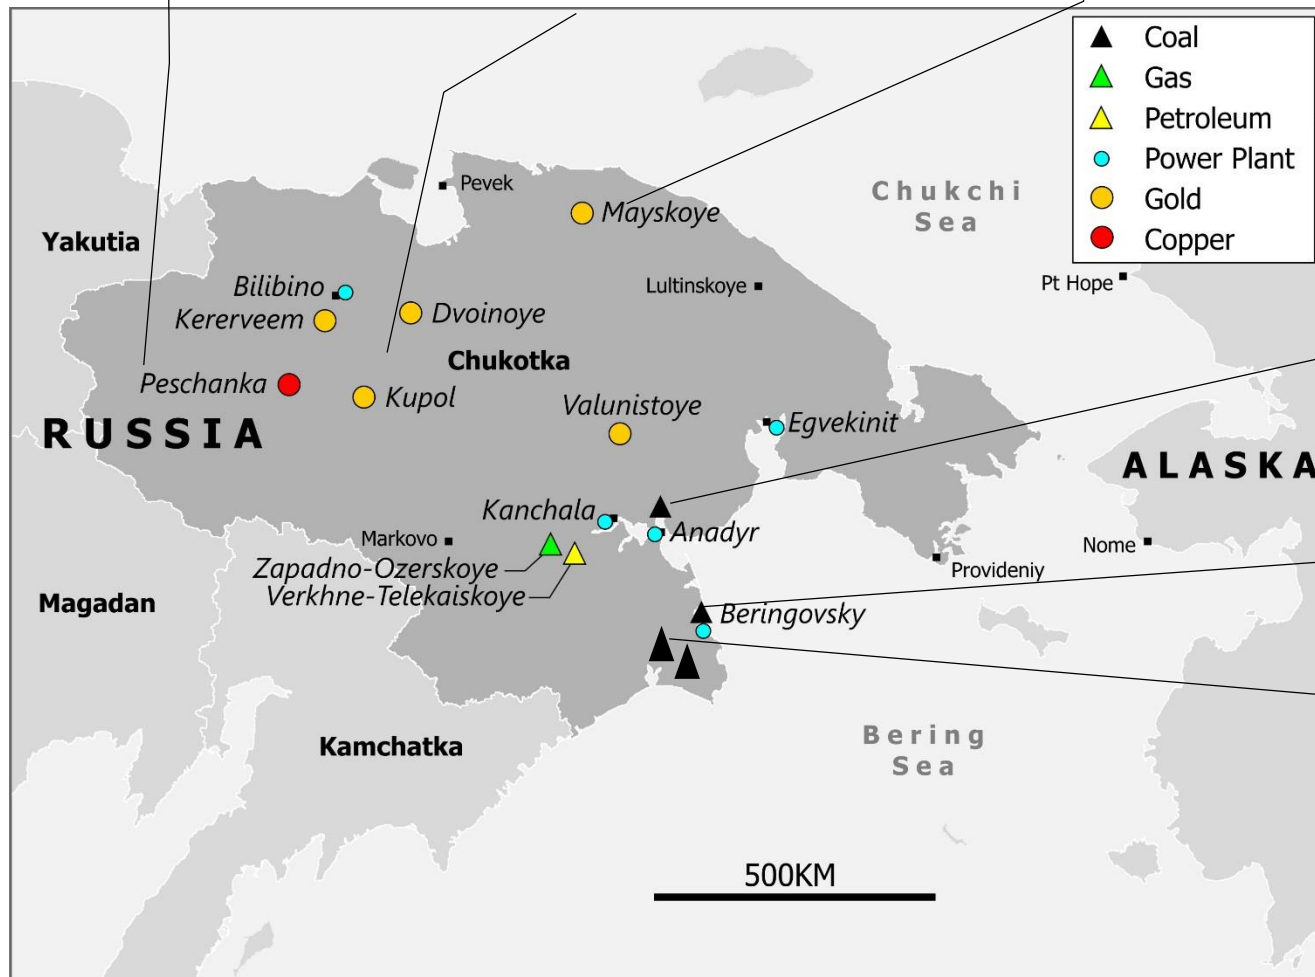 Coal
Gas
Petroleum
Power Plant
Gold
Copper
Pevek
Chukchi
Sea
Mayskoye
Yakutia
Pt Hope
Bilibino
Lultinskoye
Kererveem
Dvoinoye
Chukotka
Peschanka
Kupol
Valunistoye
RUSSIA
Egvekinit
ALASKA
Kanchala
Anadyr
Markovo
Nome
Zapadno-Ozerskoye
Provideniy
Verkhne-Telekaiskoye
Magadan
Beringovsky
Kamchatka
Bering
Sea
500KM